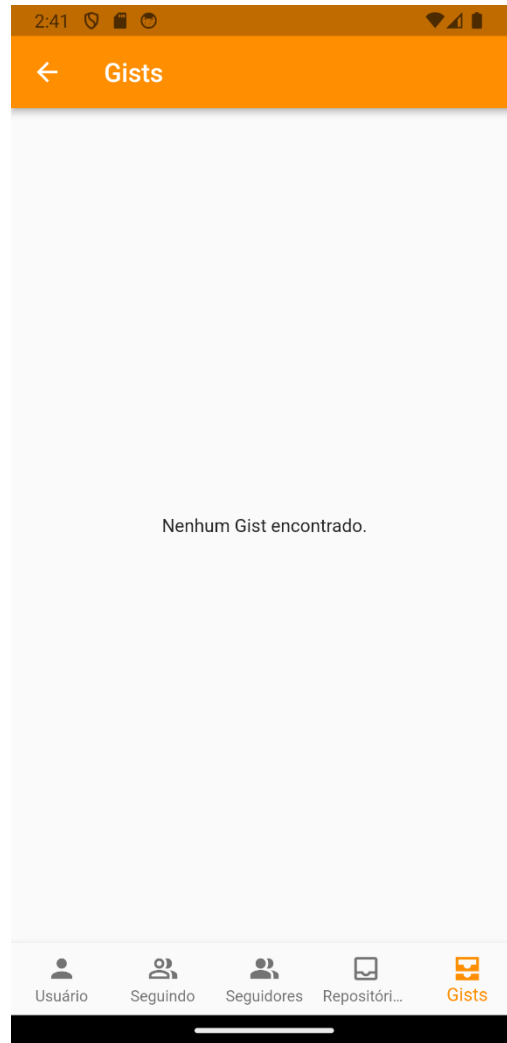 2:41
Gists
Nenhum Gist encontrado.
Usuário
Seguindo
Seguidores
Repositóri...
Gists